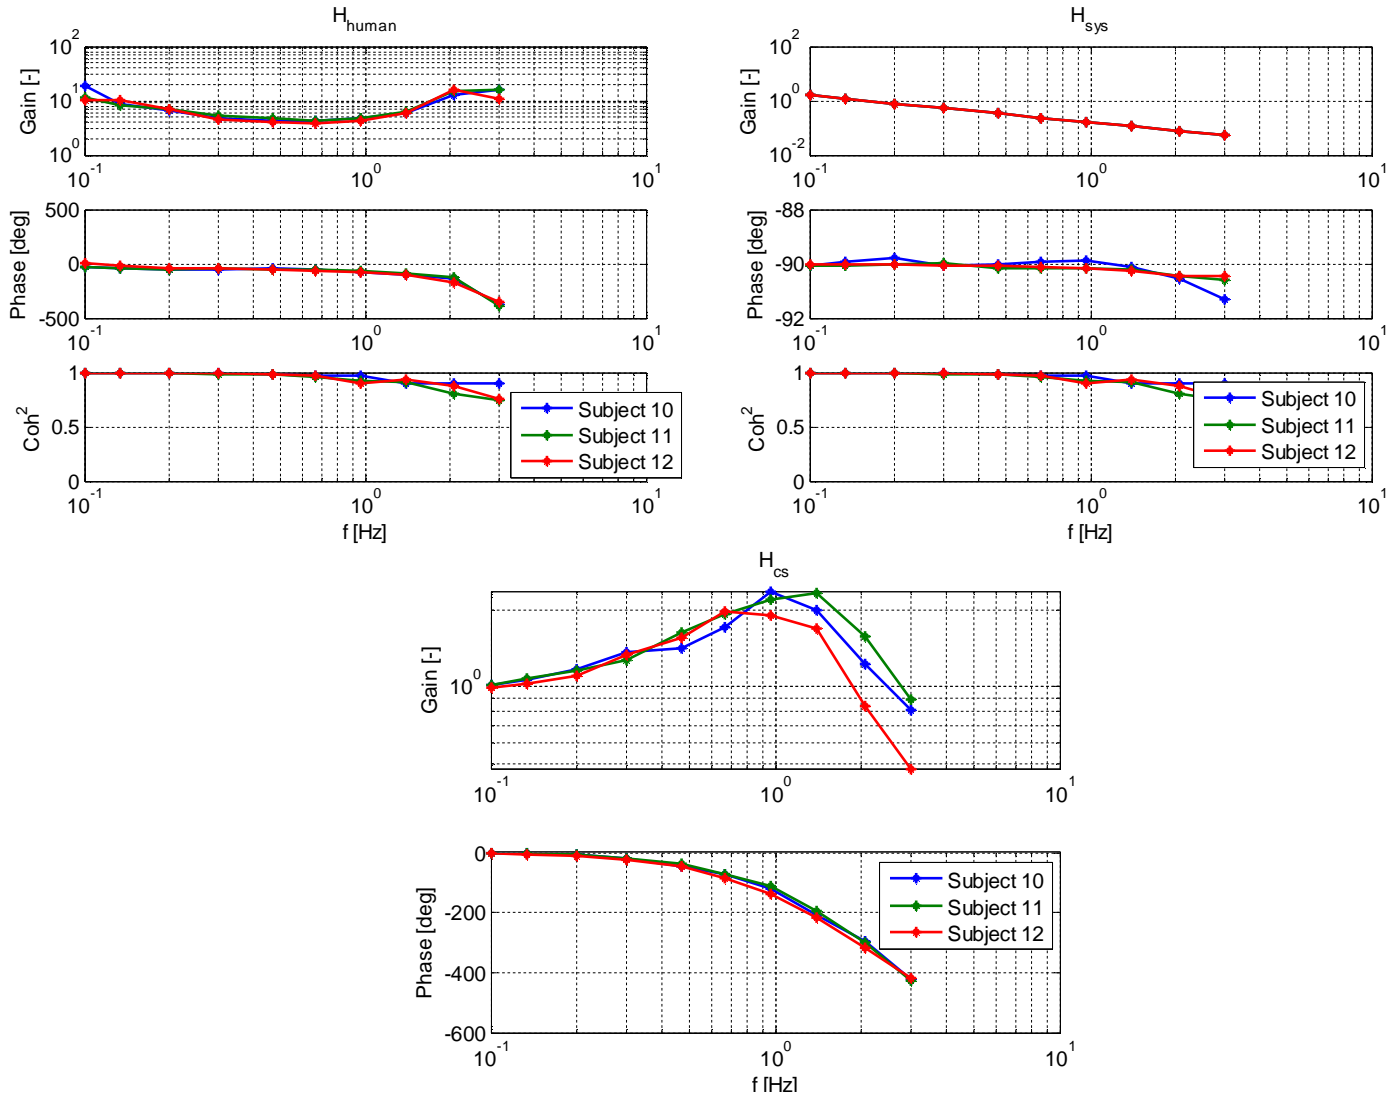 H_human
10^2
10^1
10^0
Gain [-]
10^-1
10^0
10^1
500
0
-500
Phase [deg]
10^-1
10^0
10^1
1
0.5
0
Coh^2
10^-1
10^0
10^1
f [Hz]
Subject 10
Subject 11
Subject 12
H_sys
10^2
10^0
10^-2
Gain [-]
10^-1
10^0
10^1
-88
-90
-92
Phase [deg]
10^-1
10^0
10^1
1
0.5
0
Coh^2
10^-1
10^0
10^1
f [Hz]
Subject 10
Subject 11
Subject 12
H_cs
10^0
Gain [-]
10^-1
10^0
10^1
0
-200
-400
-600
Phase [deg]
10^-1
10^0
10^1
f [Hz]
Subject 10
Subject 11
Subject 12